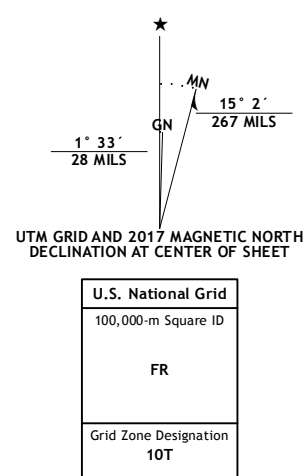 ★
MN
GN
15° 2´
267 MILS
1° 33´
28 MILS
UTM GRID AND 2017 MAGNETIC NORTH
DECLINATION AT CENTER OF SHEET
U.S. National Grid
100,000-m Square ID
FR
Grid Zone Designation
10T